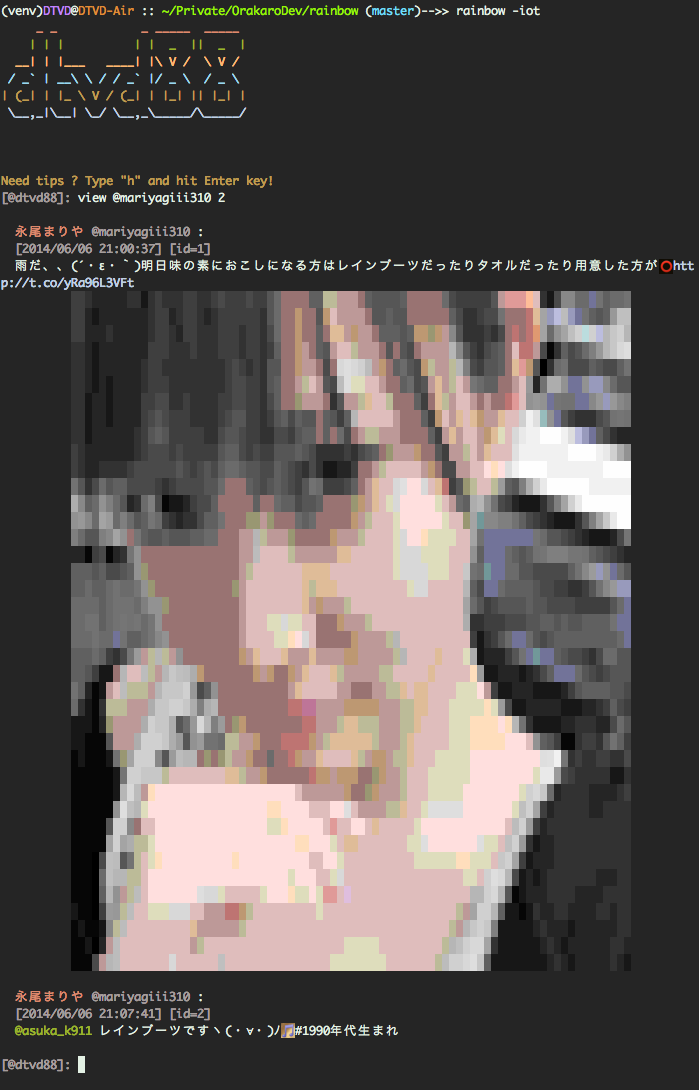 (venv)DTVD@DTVD-Air :: ~/Private/OrakaroDev/rainbow (master)-->> rainbow -iot
dtvd88
Need tips ? Type "h" and hit Enter key!
[@dtvd88]: view @mariyagiii310 2
永尾まりや @mariyagiii310 :
[2014/06/06 21:00:37] [id=1]
雨だ、、(´・ε・｀)明日味の素におこしになる方はレインブーツだったりタオルだったり用意した方が⭕htt
p://t.co/yRa96L3VFt
永尾まりや @mariyagiii310 :
[2014/06/06 21:07:41] [id=2]
@asuka_k911 レインブーツですヽ(・∀・)ﾉ#1990年代生まれ
[@dtvd88]: